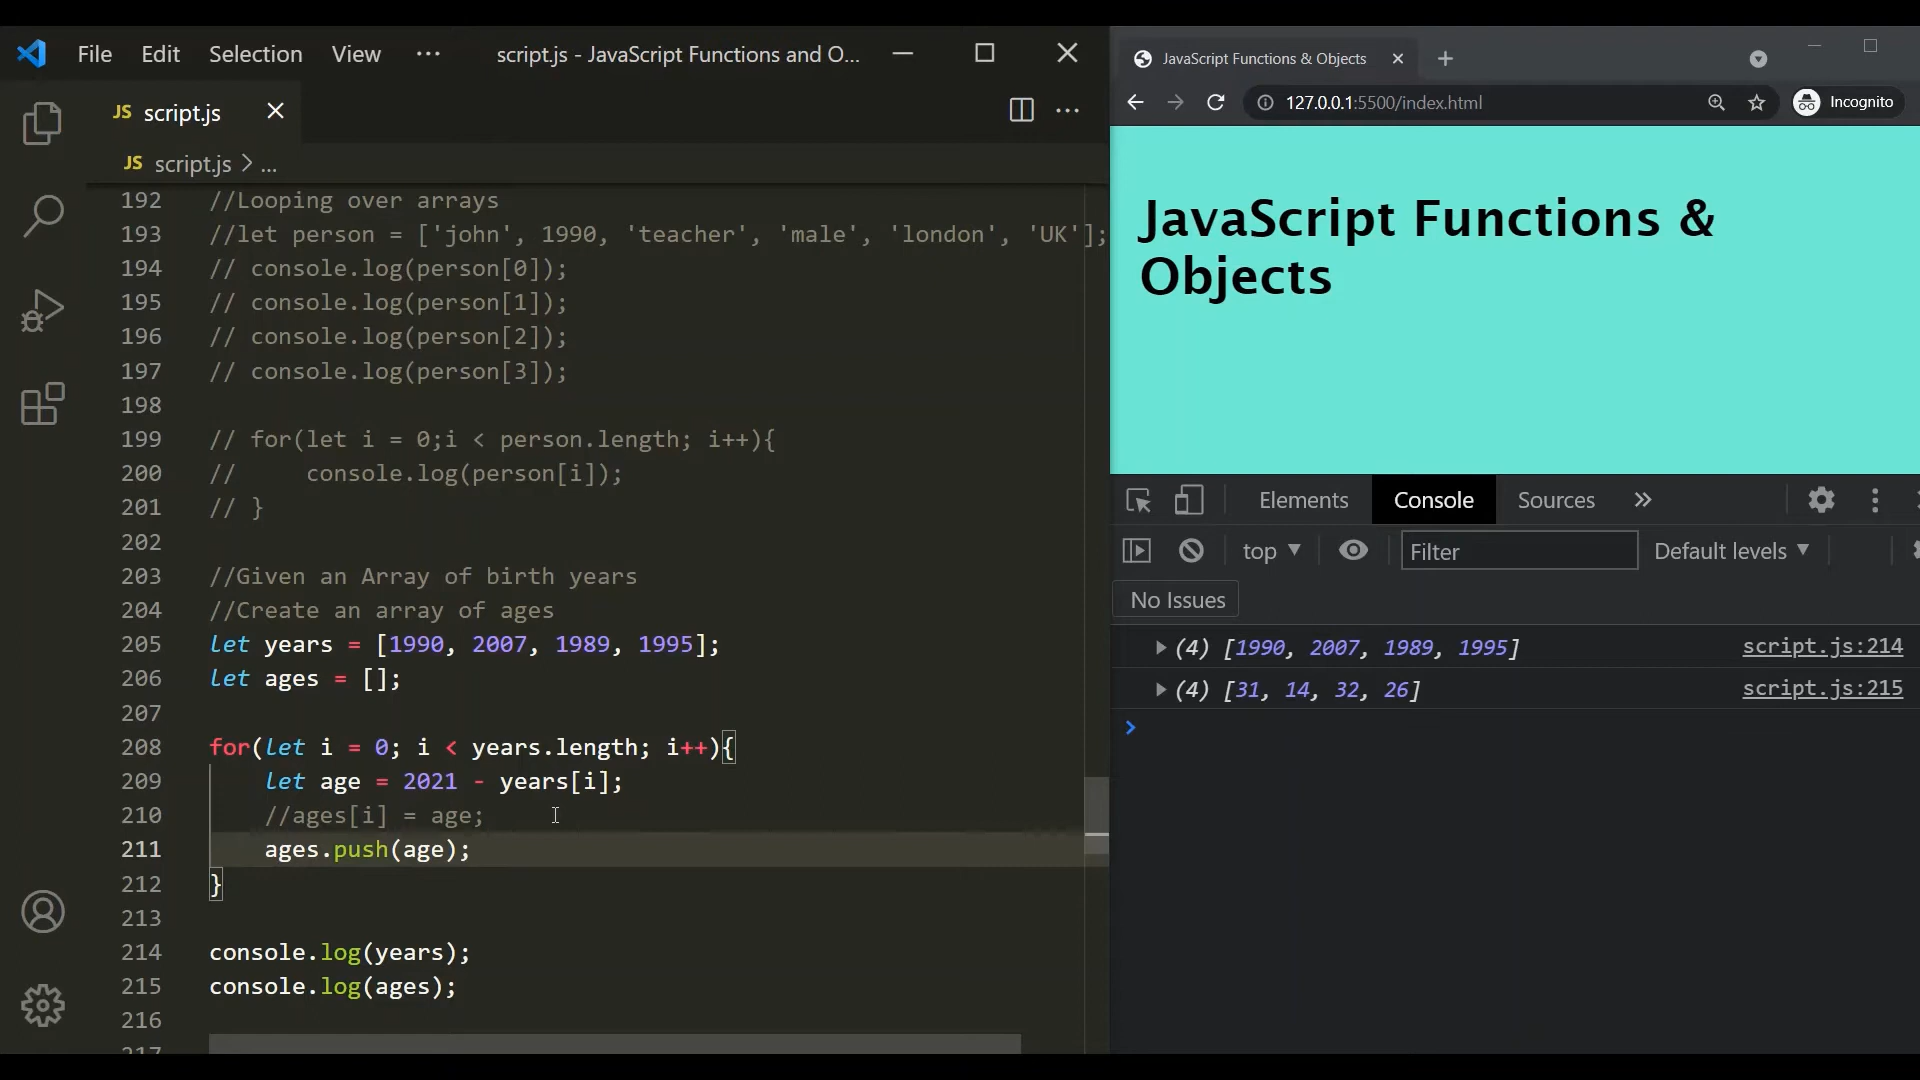 File Edit Selection View ··· script.js - JavaScript Functions and O...
JS script.js
JS script.js > ...
192 //Looping over arrays
193 //let person = ['john', 1990, 'teacher', 'male', 'london', 'UK'];
194 // console.log(person[0]);
195 // console.log(person[1]);
196 // console.log(person[2]);
197 // console.log(person[3]);
198
199 // for(let i = 0;i < person.length; i++){
200 //     console.log(person[i]);
201 // }
202
203 //Given an Array of birth years
204 //Create an array of ages
205 let years = [1990, 2007, 1989, 1995];
206 let ages = [];
207
208 for(let i = 0; i < years.length; i++){
209     let age = 2021 - years[i];
210     //ages[i] = age;
211     ages.push(age);
212 }
213
214 console.log(years);
215 console.log(ages);
216
217
JavaScript Functions & Objects
127.0.0.1:5500/index.html Incognito
JavaScript Functions &
Objects
Elements Console Sources
top Filter Default levels
No Issues
(4) [1990, 2007, 1989, 1995] script.js:214
(4) [31, 14, 32, 26] script.js:215